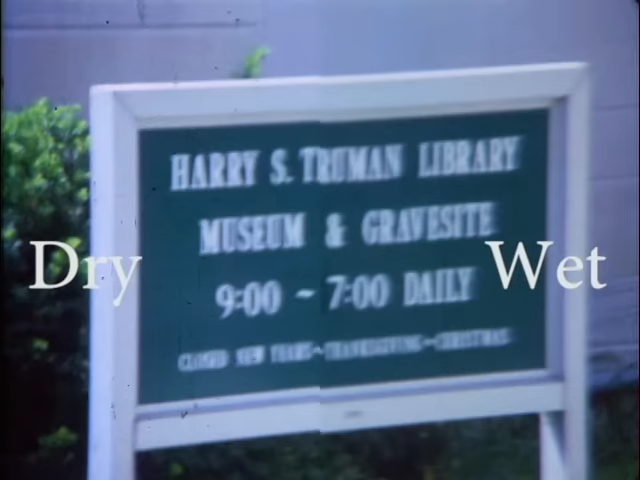 HARRY S. TRUMAN LIBRARY
MUSEUM & GRAVESITE
Dry Wet
9:00 - 7:00 DAILY
CLOSED NEW YEARS - THANKSGIVING - CHRISTMAS